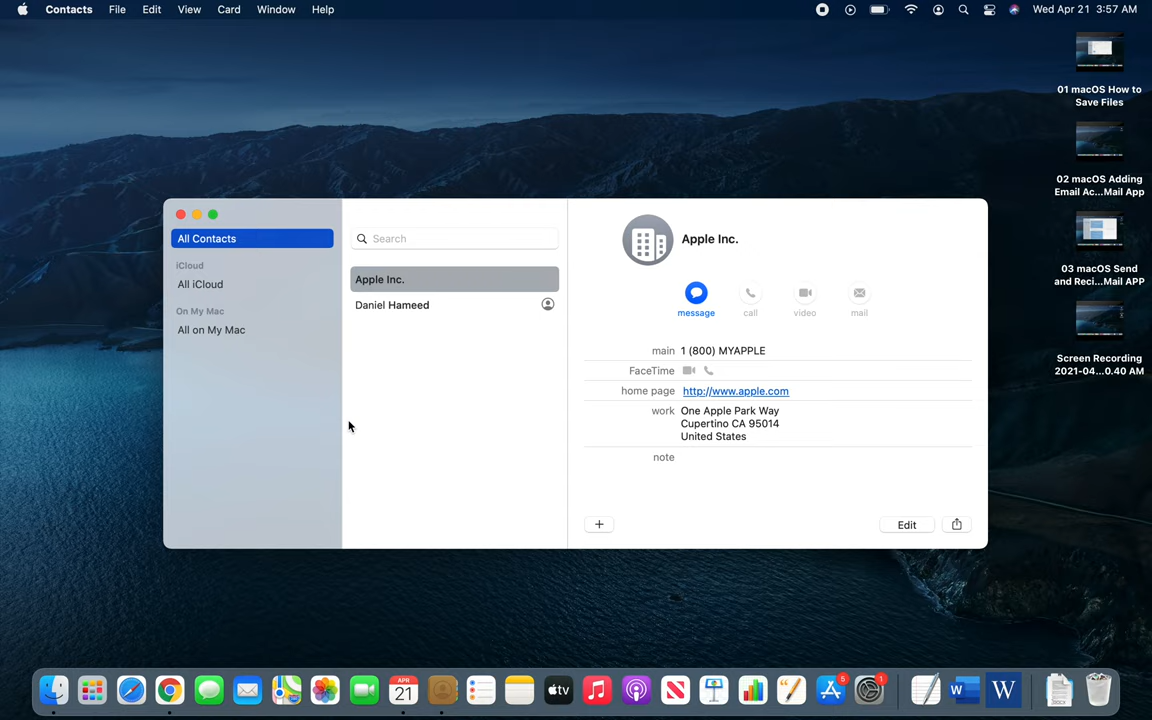 Contacts File Edit View Card Window Help
Wed Apr 21 3:57 AM
01 macOS How to
Save Files
02 macOS Adding
Email Ac...Mail App
03 macOS Send
and Reci...Mail APP
Screen Recording
2021-04...0.40 AM
All Contacts
iCloud
All iCloud
On My Mac
All on My Mac
Search
Apple Inc.
Daniel Hameed
Apple Inc.
message call video mail
main 1 (800) MYAPPLE
FaceTime
home page http://www.apple.com
work One Apple Park Way
Cupertino CA 95014
United States
note
+
Edit
APR
21
tv
5
1
W
W
DOCX